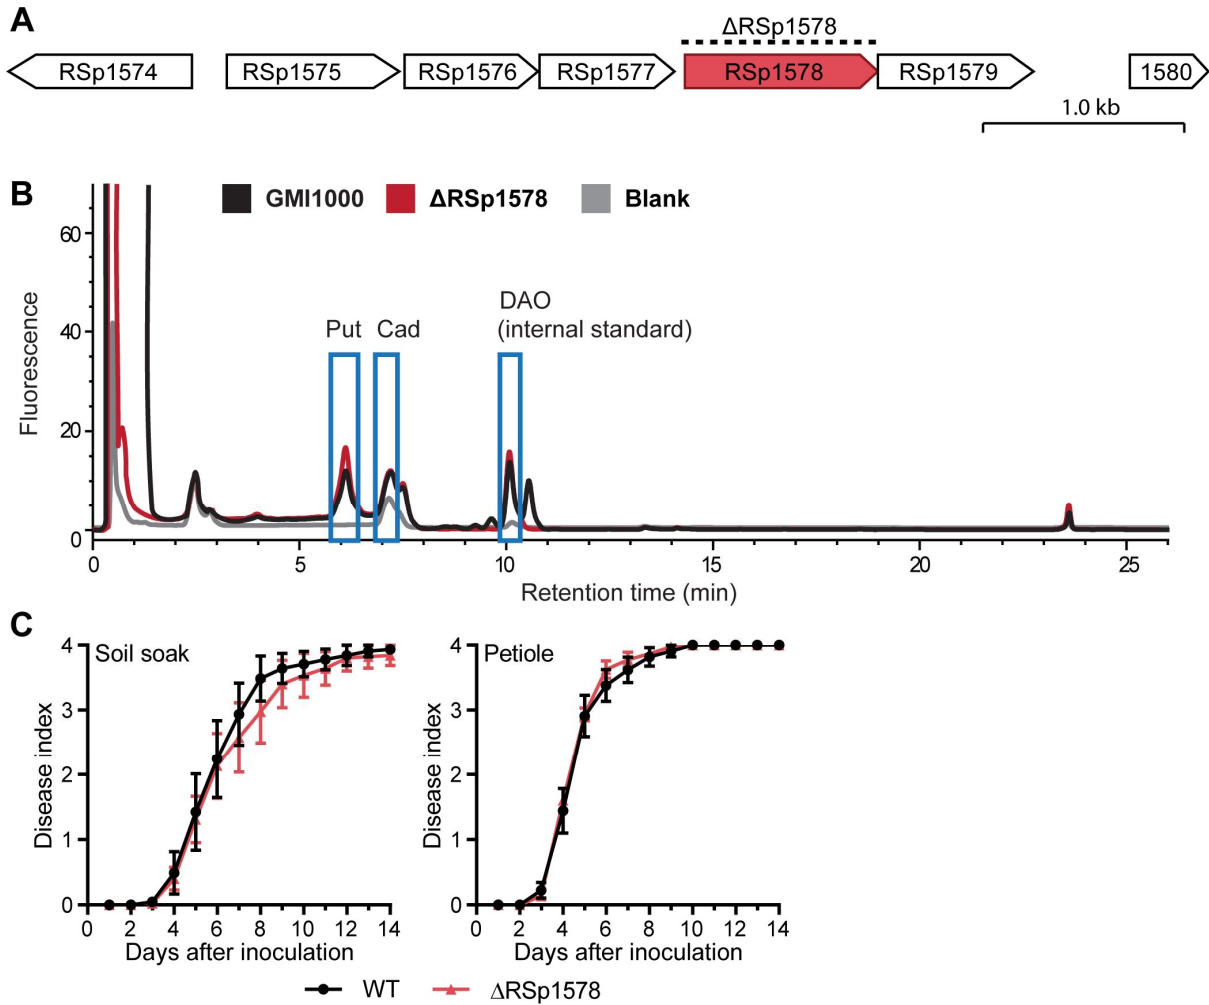 A
ΔRSp1578
RSp1574 RSp1575 RSp1576 RSp1577 RSp1578 RSp1579 1580
1.0 kb
B
GMI1000 ΔRSp1578 Blank
60
40
20
0
Fluorescence
Put Cad
DAO
(internal standard)
0 5 10 15 20 25
Retention time (min)
C
Soil soak
4
3
2
1
0
Disease index
0 2 4 6 8 10 12 14
Days after inoculation
Petiole
4
3
2
1
0
Disease index
0 2 4 6 8 10 12 14
Days after inoculation
WT ΔRSp1578